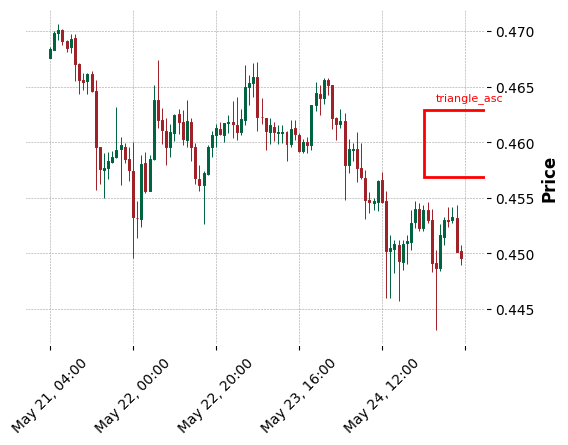 0.470
0.465
triangle_asc
0.460
0.455
0.450
0.445
Price
May 21, 04:00
May 22, 00:00
May 22, 20:00
May 23, 16:00
May 24, 12:00